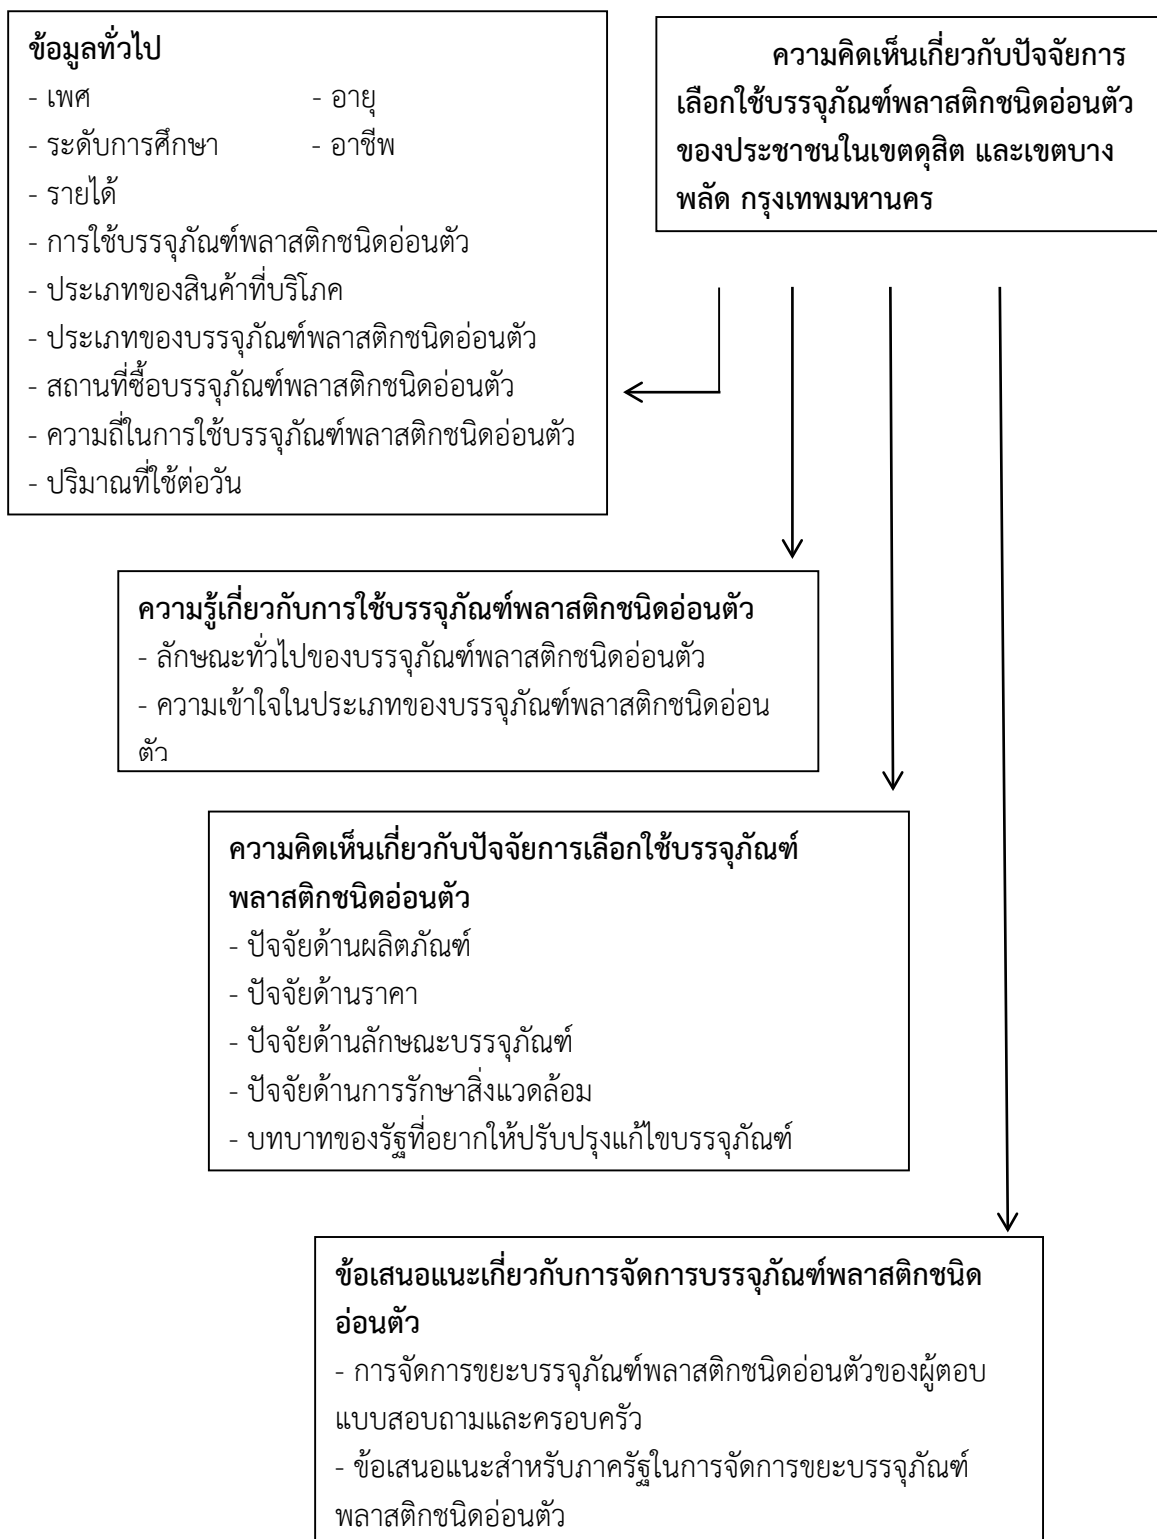 ข้อมูลทั่วไป
- เพศ - อายุ
- ระดับการศึกษา - อาชีพ
- รายได้
- การใช้บรรจุภัณฑ์พลาสติกชนิดอ่อนตัว
- ประเภทของสินค้าที่บริโภค
- ประเภทของบรรจุภัณฑ์พลาสติกชนิดอ่อนตัว
- สถานที่ซื้อบรรจุภัณฑ์พลาสติกชนิดอ่อนตัว
- ความถี่ในการใช้บรรจุภัณฑ์พลาสติกชนิดอ่อนตัว
- ปริมาณที่ใช้ต่อวัน
ความคิดเห็นเกี่ยวกับปัจจัยการ
เลือกใช้บรรจุภัณฑ์พลาสติกชนิดอ่อนตัว
ของประชาชนในเขตดุสิต และเขตบาง
พลัด กรุงเทพมหานคร
ความรู้เกี่ยวกับการใช้บรรจุภัณฑ์พลาสติกชนิดอ่อนตัว
- ลักษณะทั่วไปของบรรจุภัณฑ์พลาสติกชนิดอ่อนตัว
- ความเข้าใจในประเภทของบรรจุภัณฑ์พลาสติกชนิดอ่อน
ตัว
ความคิดเห็นเกี่ยวกับปัจจัยการเลือกใช้บรรจุภัณฑ์
พลาสติกชนิดอ่อนตัว
- ปัจจัยด้านผลิตภัณฑ์
- ปัจจัยด้านราคา
- ปัจจัยด้านลักษณะบรรจุภัณฑ์
- ปัจจัยด้านการรักษาสิ่งแวดล้อม
- บทบาทของรัฐที่อยากให้ปรับปรุงแก้ไขบรรจุภัณฑ์
ข้อเสนอแนะเกี่ยวกับการจัดการบรรจุภัณฑ์พลาสติกชนิด
อ่อนตัว
- การจัดการขยะบรรจุภัณฑ์พลาสติกชนิดอ่อนตัวของผู้ตอบ
แบบสอบถามและครอบครัว
- ข้อเสนอแนะสำหรับภาครัฐในการจัดการขยะบรรจุภัณฑ์
พลาสติกชนิดอ่อนตัว